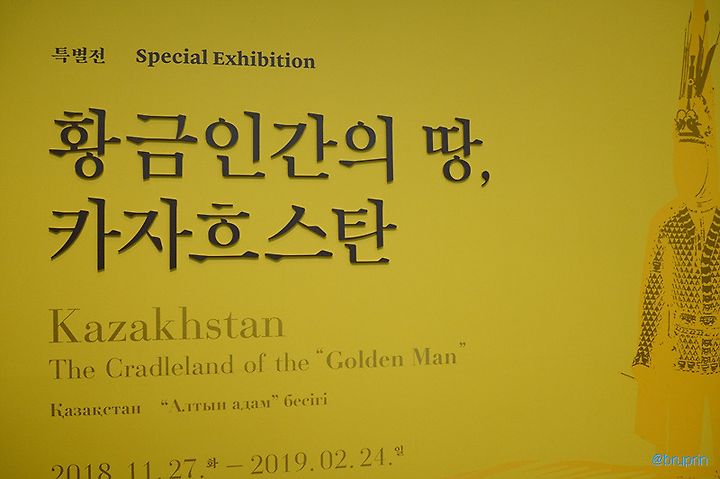 특별전 Special Exhibition
황금인간의 땅,
카자흐스탄
Kazakhstan
The Cradleland of the “Golden Man”
Қазақстан “Алтын адам” бесігі
2018. 11. 27.화 – 2019. 02. 24.일
@bruprin